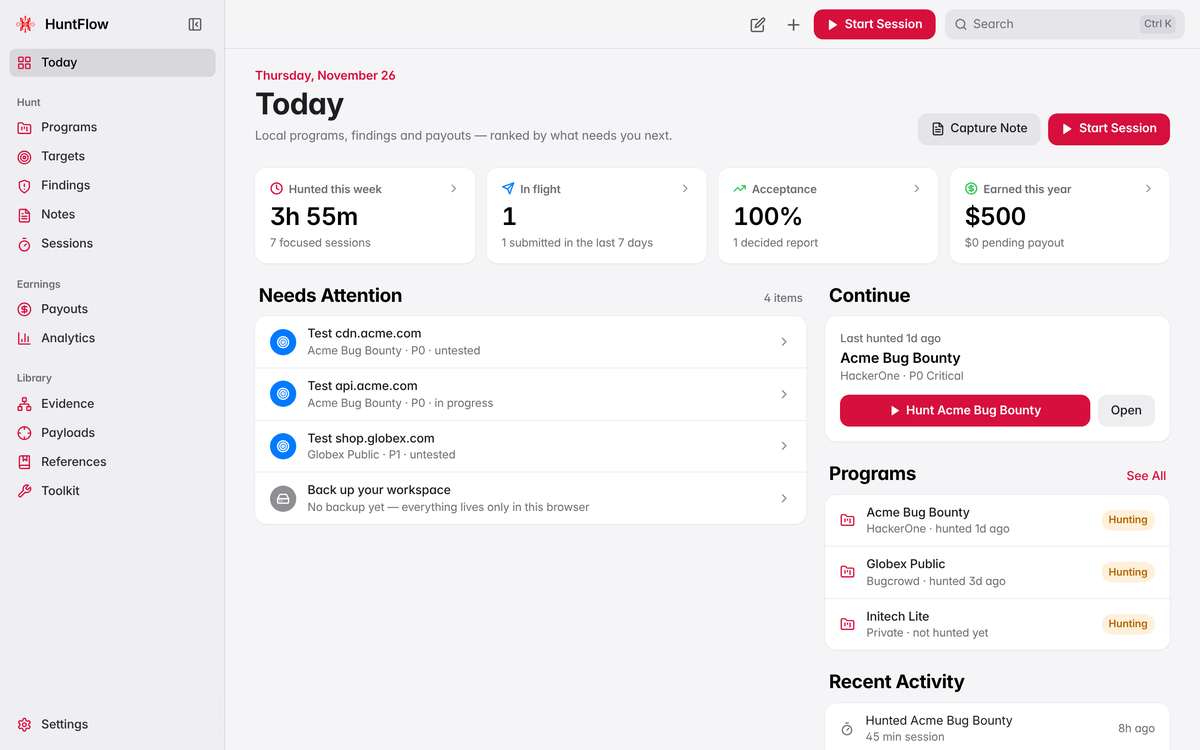 HuntFlow
Today
Hunt
Programs
Targets
Findings
Notes
Sessions
Earnings
Payouts
Analytics
Library
Evidence
Payloads
References
Toolkit
Settings
Start Session
Search
Ctrl K
Thursday, November 26
Today
Local programs, findings and payouts — ranked by what needs you next.
Capture Note
Start Session
Hunted this week
3h 55m
7 focused sessions
In flight
1
1 submitted in the last 7 days
Acceptance
100%
1 decided report
Earned this year
$500
$0 pending payout
Needs Attention
4 items
Test cdn.acme.com
Acme Bug Bounty · P0 · untested
Test api.acme.com
Acme Bug Bounty · P0 · in progress
Test shop.globex.com
Globex Public · P1 · untested
Back up your workspace
No backup yet — everything lives only in this browser
Continue
Last hunted 1d ago
Acme Bug Bounty
HackerOne · P0 Critical
Hunt Acme Bug Bounty
Open
Programs
See All
Acme Bug Bounty
HackerOne · hunted 1d ago
Hunting
Globex Public
Bugcrowd · hunted 3d ago
Hunting
Initech Lite
Private · not hunted yet
Hunting
Recent Activity
Hunted Acme Bug Bounty
45 min session
8h ago